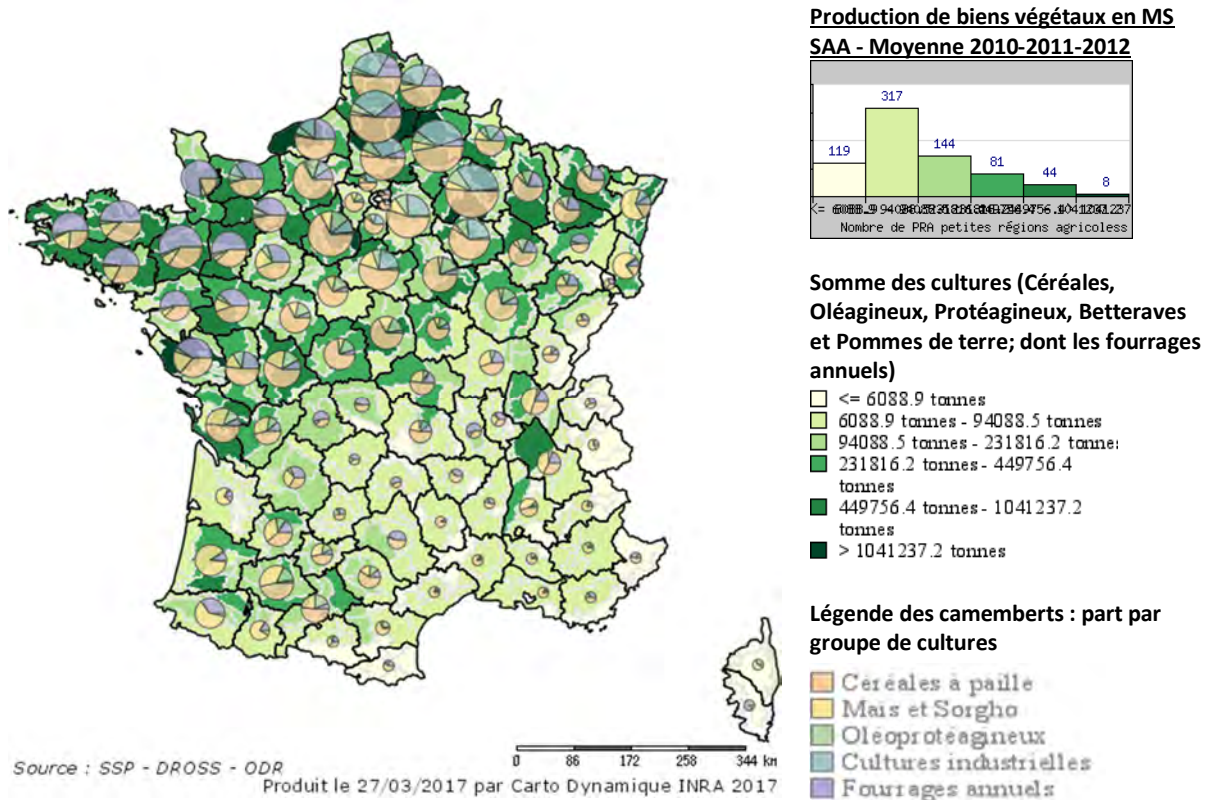 Production de biens végétaux en MS
SAA - Moyenne 2010-2011-2012
317
119
144
81
44
8
Nombre de PRA petites régions agricoless
Somme des cultures (Céréales,
Oléagineux, Protéagineux, Betteraves
et Pommes de terre; dont les fourrages
annuels)
<= 6088.9 tonnes
6088.9 tonnes - 94088.5 tonnes
94088.5 tonnes - 231816.2 tonne
231816.2 tonnes - 449756.4
tonnes
449756.4 tonnes - 1041237.2
tonnes
> 1041237.2 tonnes
Légende des camemberts : part par
groupe de cultures
Céréales à paille
Maïs et Sorgho
Oléoprotéagineux
Cultures industrielles
Fourrages annuels
0 86 172 258 344 km
Source : SSP - DROSS - ODR
Produit le 27/03/2017 par Carto Dynamique INRA 2017